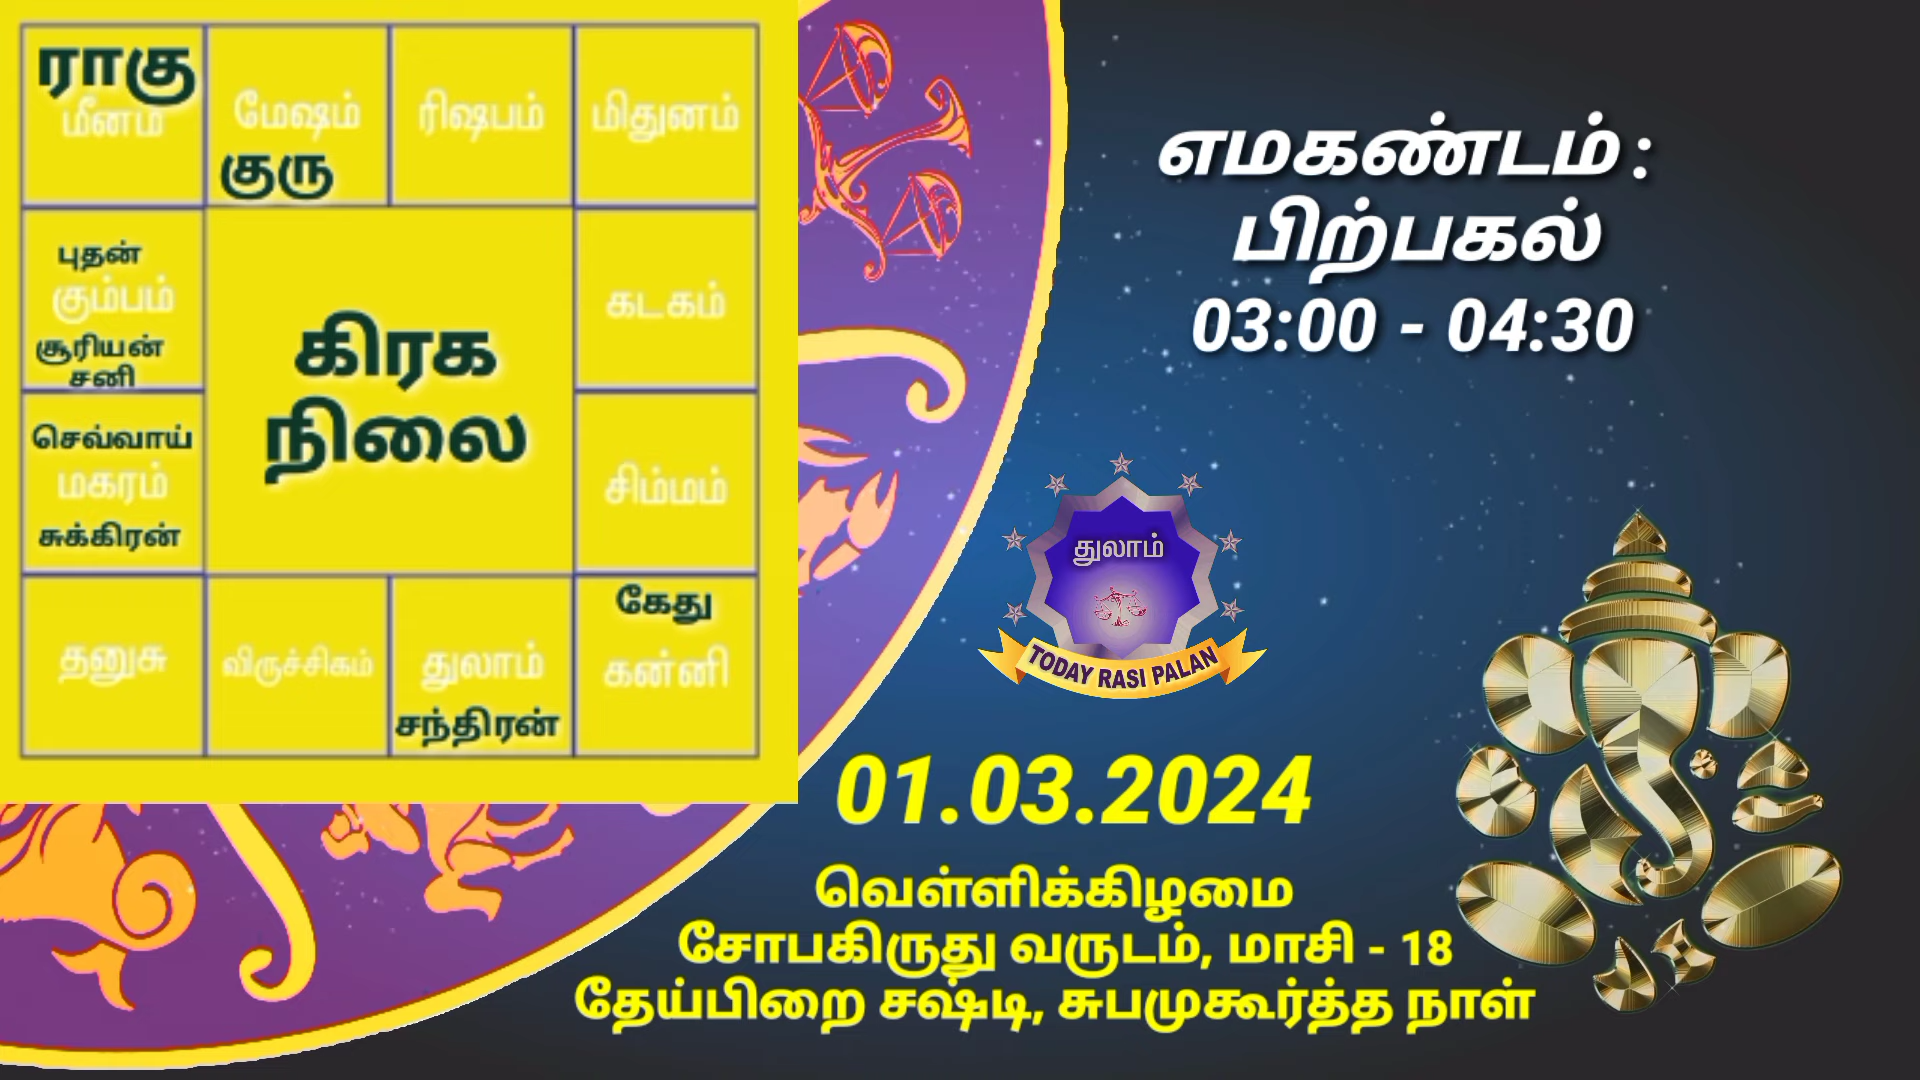 ராகு
மீனம்
மேஷம்
குரு
ரிஷபம்
மிதுனம்
புதன்
கும்பம்
சூரியன்
சனி
கிரக
நிலை
கடகம்
செவ்வாய்
மகரம்
சுக்கிரன்
சிம்மம்
தனுசு
விருச்சிகம்
துலாம்
சந்திரன்
கேது
கன்னி
எமகண்டம் :
பிற்பகல்
03:00 - 04:30
துலாம்
TODAY RASI PALAN
01.03.2024
வெள்ளிக்கிழமை
சோபகிருது வருடம், மாசி - 18
தேய்பிறை சஷ்டி, சுபமுகூர்த்த நாள்